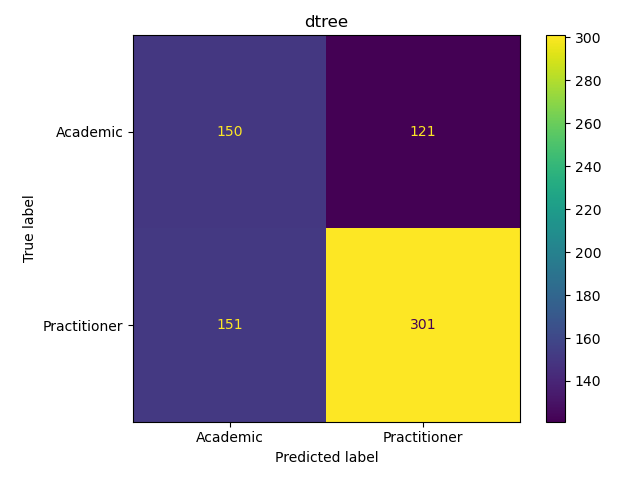 dtree
True label
Academic
150 121
Practitioner
151 301
Academic Practitioner
Predicted label
300
280
260
240
220
200
180
160
140